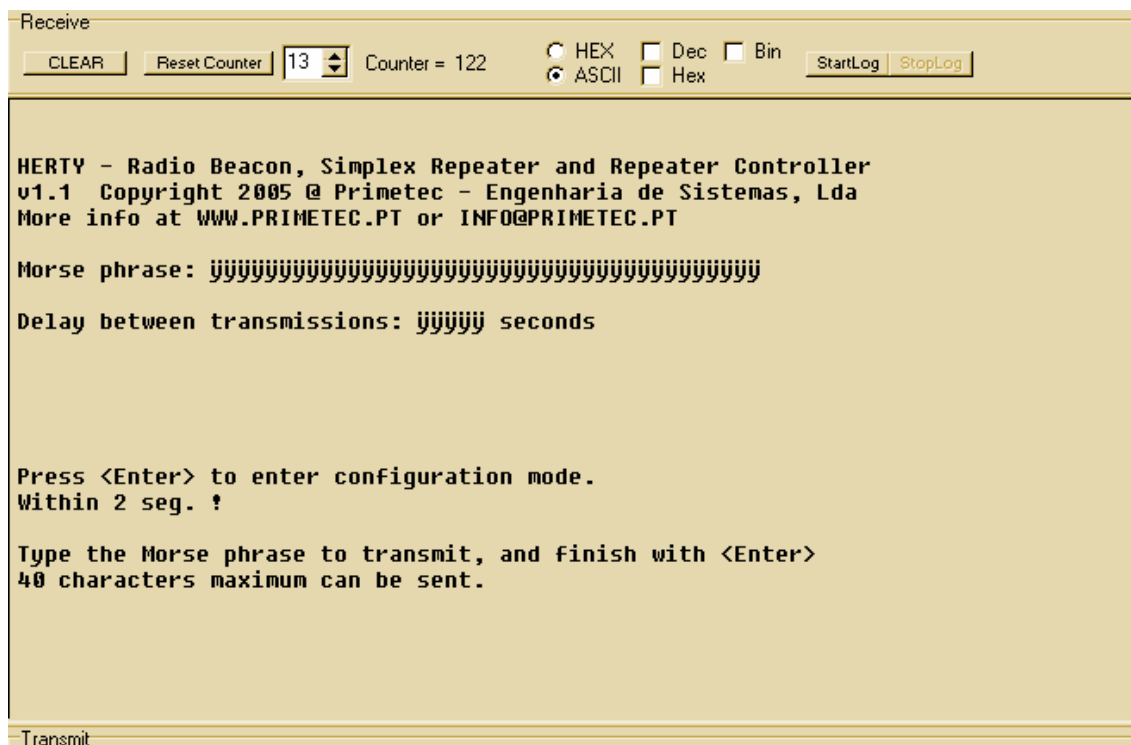 Receive
CLEAR Reset Counter 13 Counter = 122 HEX Dec Bin StartLog StopLog
ASCII Hex
HERTY - Radio Beacon, Simplex Repeater and Repeater Controller
v1.1  Copyright 2005 @ Primetec - Engenharia de Sistemas, Lda
More info at WWW.PRIMETEC.PT or INFO@PRIMETEC.PT
Morse phrase: ÿÿÿÿÿÿÿÿÿÿÿÿÿÿÿÿÿÿÿÿÿÿÿÿÿÿÿÿÿÿÿÿÿÿÿÿÿÿÿÿ
Delay between transmissions: ÿÿÿÿÿ seconds
Press <Enter> to enter configuration mode.
Within 2 seg. !
Type the Morse phrase to transmit, and finish with <Enter>
40 characters maximum can be sent.
Transmit